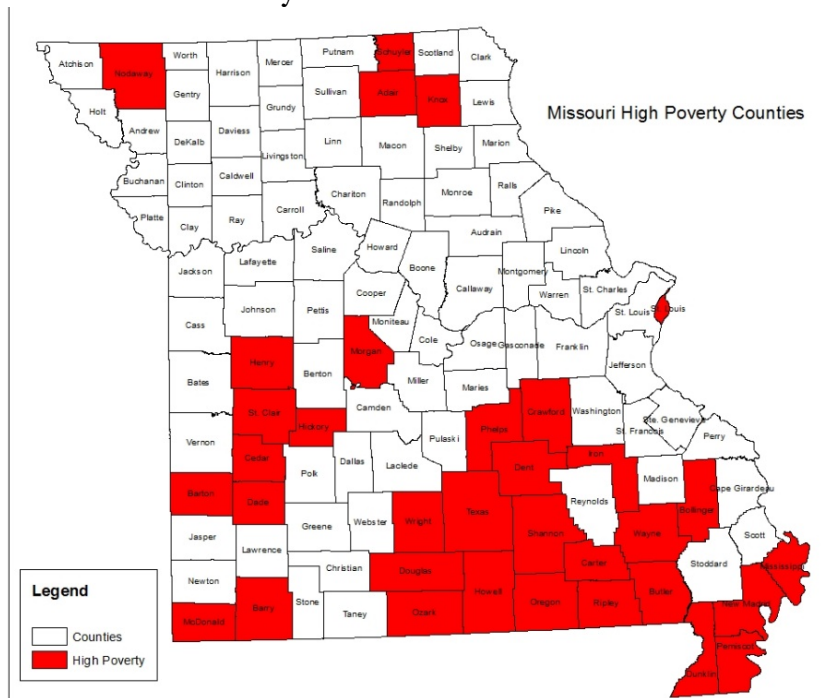 Missouri High Poverty Counties
Atchison
Nodaway
Worth
Harrison
Mercer
Putnam
Schuyler
Scotland
Clark
Holt
Gentry
Grundy
Sullivan
Adair
Knox
Lewis
Andrew
DeKalb
Daviess
Livingston
Linn
Macon
Shelby
Marion
Buchanan
Clinton
Caldwell
Chariton
Randolph
Monroe
Ralls
Platte
Clay
Ray
Carroll
Pike
Jackson
Lafayette
Saline
Howard
Boone
Audrain
Callaway
Montgomery
Lincoln
Warren
St. Charles
St. Louis
St. Louis
Cass
Johnson
Pettis
Cooper
Moniteau
Morgan
Cole
Osage
Gasconade
Franklin
Jefferson
Bates
Henry
Benton
Miller
Maries
Camden
Vernon
St. Clair
Hickory
Pulaski
Phelps
Crawford
Washington
St. Francois
Ste. Genevieve
Perry
Cedar
Polk
Dallas
Laclede
Dent
Iron
Reynolds
Madison
Cape Girardeau
Bollinger
Barton
Dade
Greene
Webster
Wright
Texas
Shannon
Wayne
Scott
Stoddard
Mississippi
Jasper
Lawrence
Christian
Douglas
Howell
Carter
Butler
Newton
Stone
Taney
Ozark
Oregon
Ripley
New Madrid
McDonald
Barry
Pemiscot
Dunklin
Legend
Counties
High Poverty